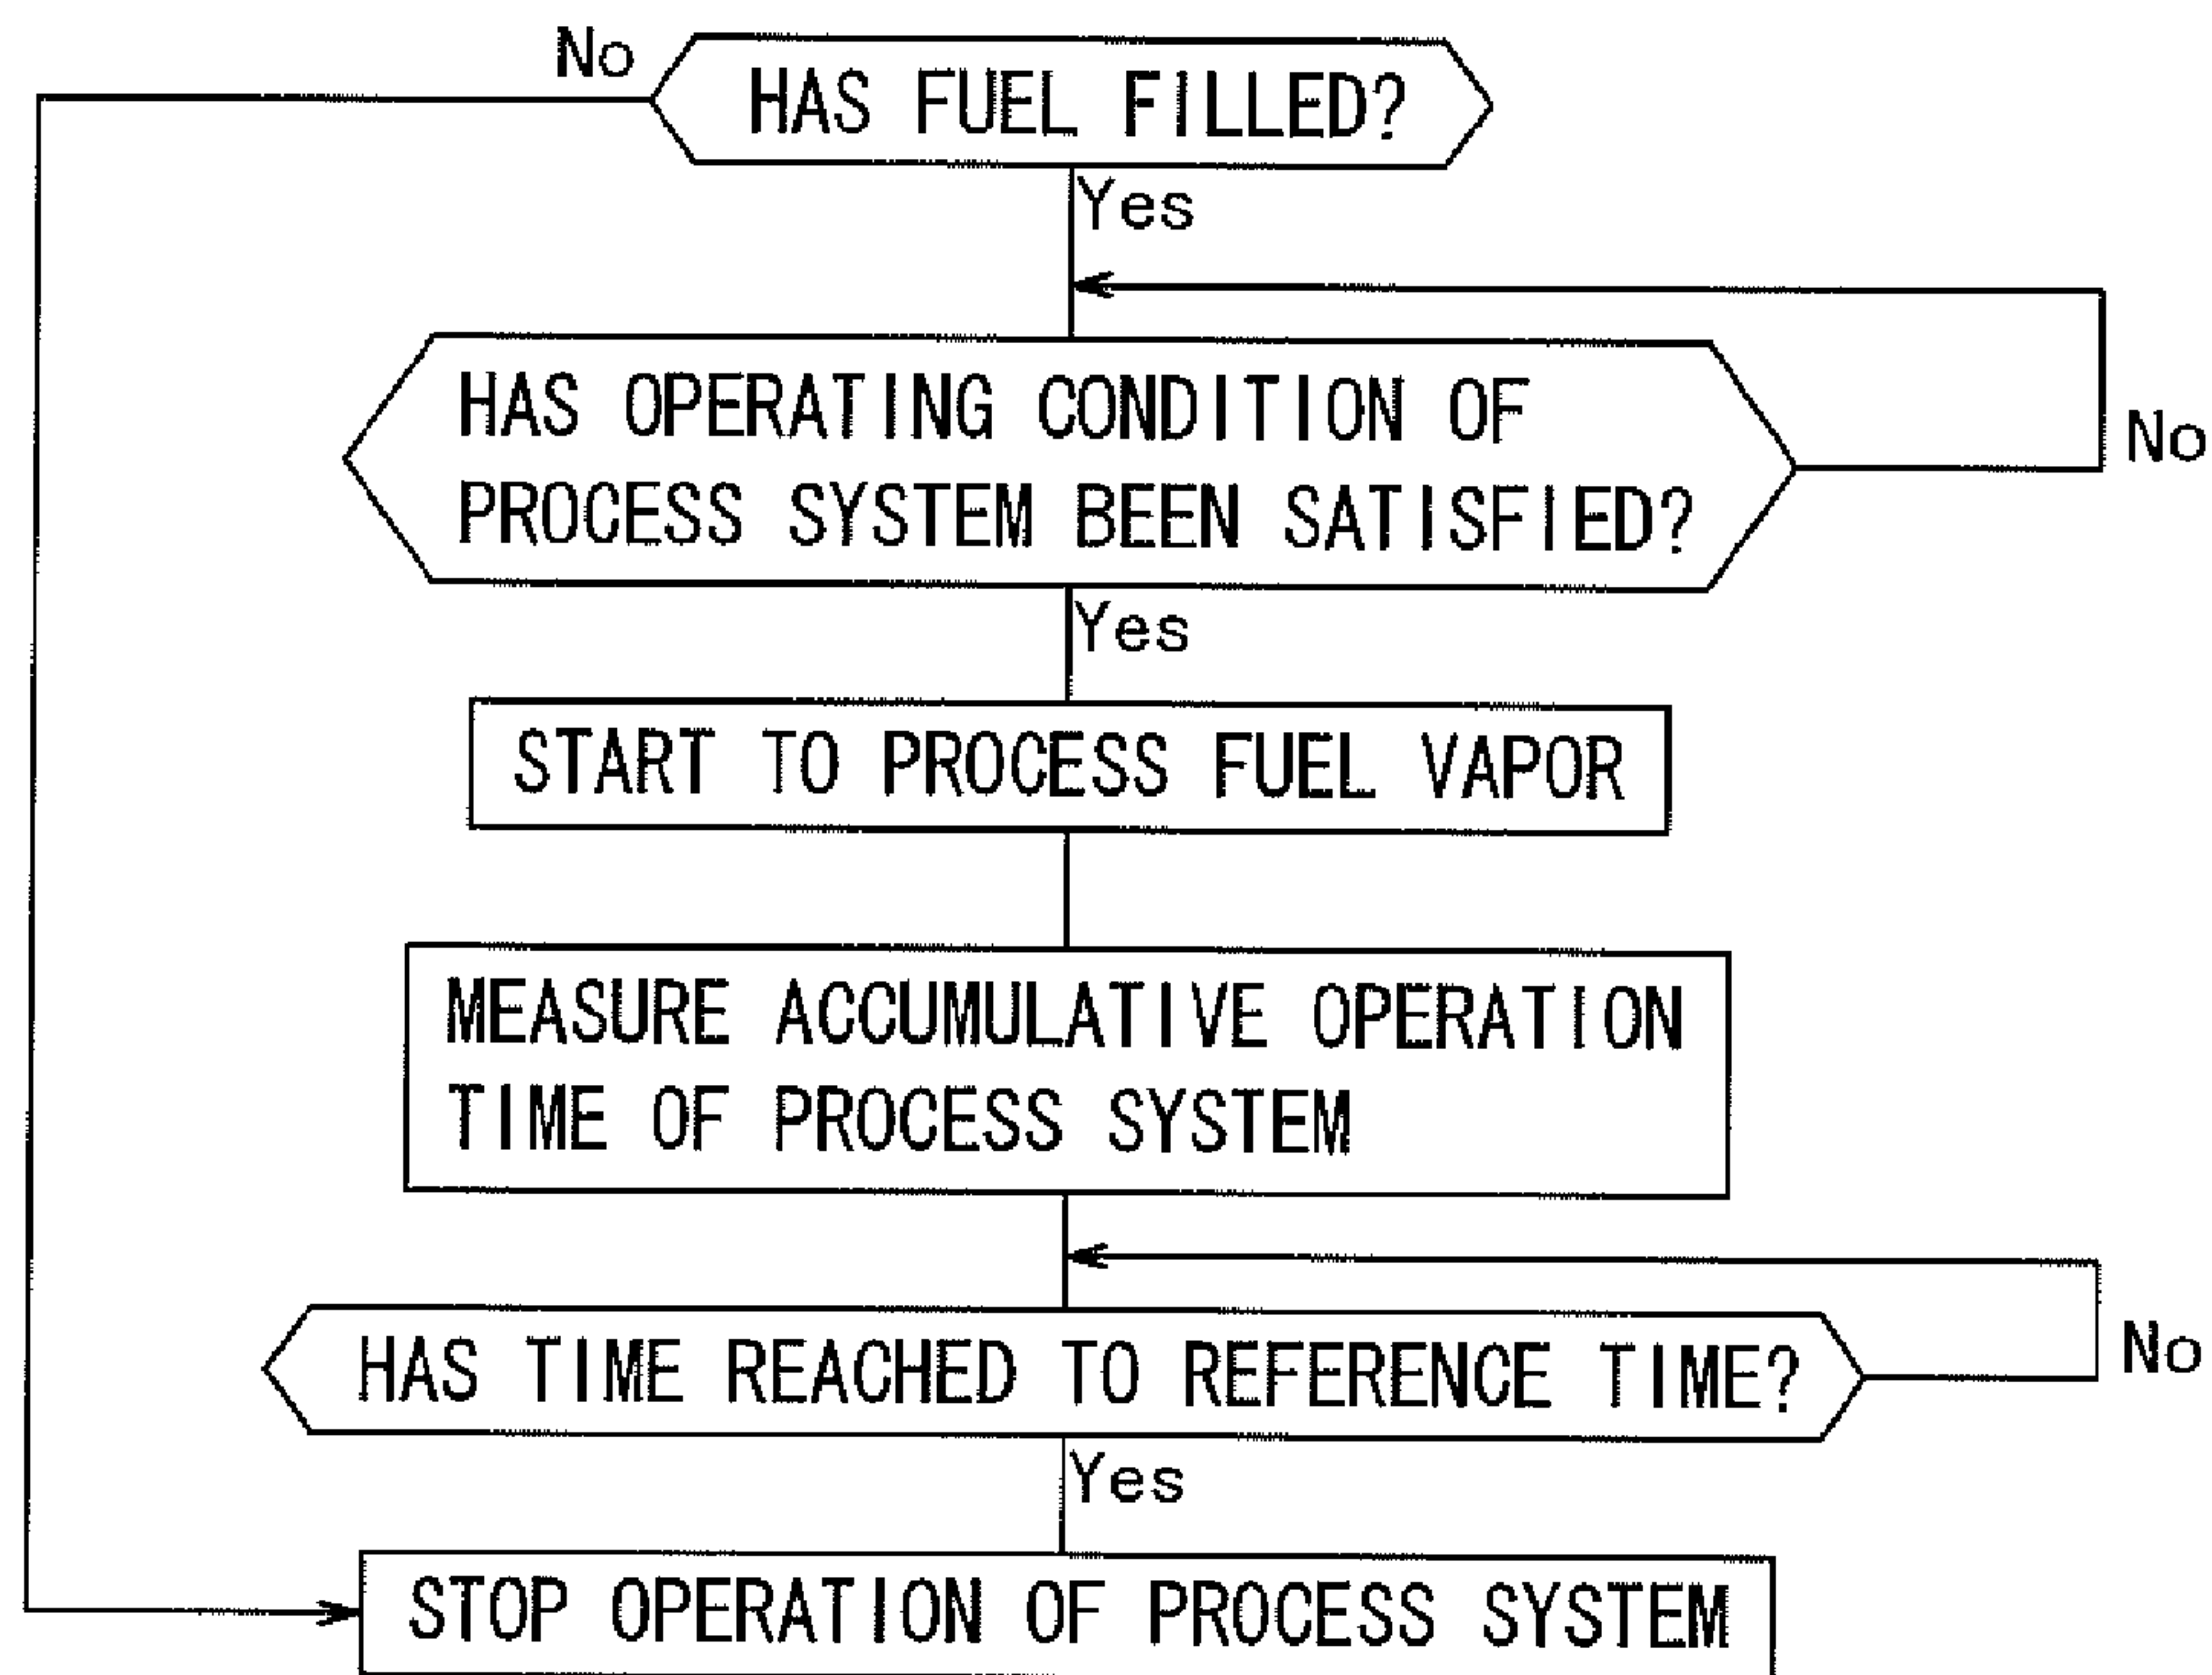 No
HAS FUEL FILLED?
Yes
HAS OPERATING CONDITION OF
PROCESS SYSTEM BEEN SATISFIED?
No
Yes
START TO PROCESS FUEL VAPOR
MEASURE ACCUMULATIVE OPERATION
TIME OF PROCESS SYSTEM
HAS TIME REACHED TO REFERENCE TIME?
No
Yes
STOP OPERATION OF PROCESS SYSTEM